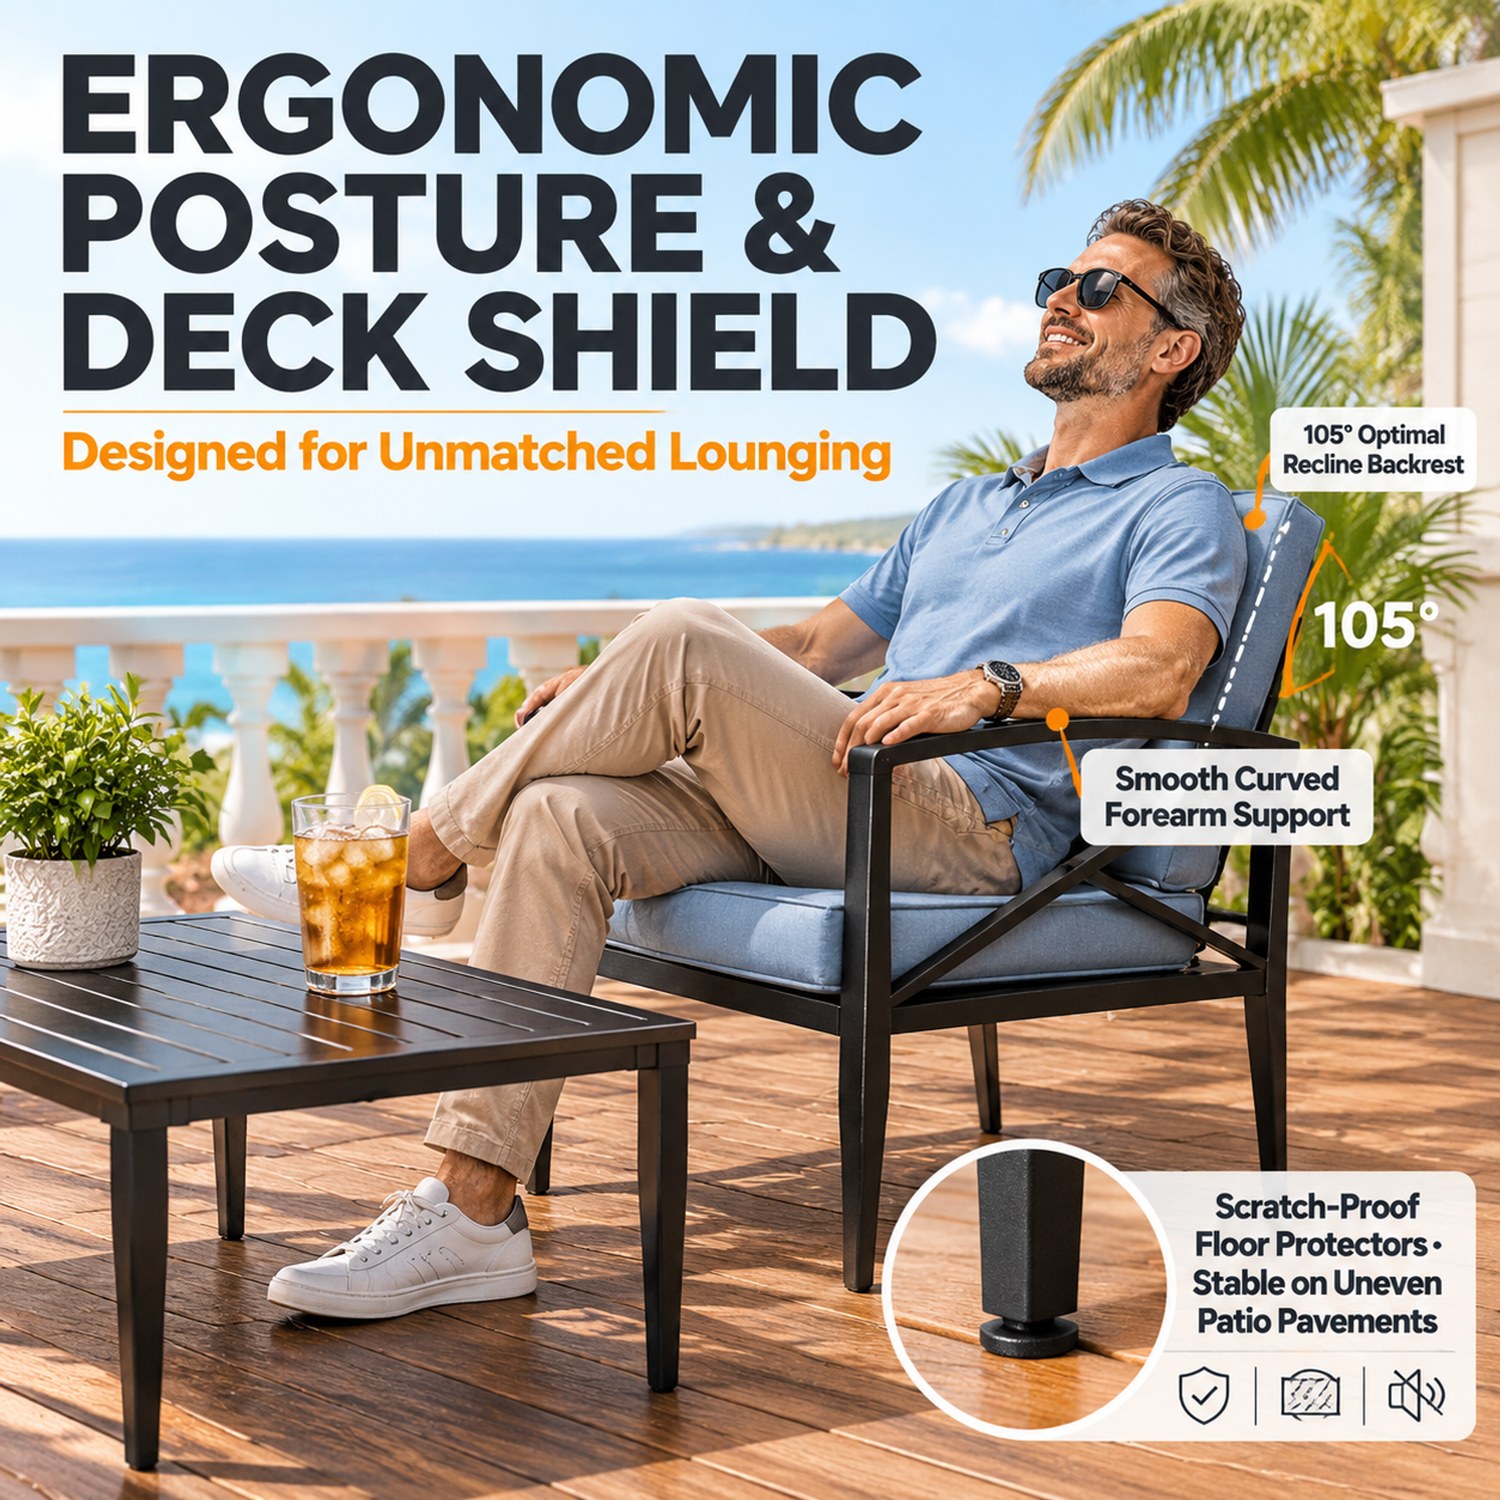 ERGONOMIC
POSTURE &
DECK SHIELD
Designed for Unmatched Lounging
105° Optimal
Recline Backrest
105°
Smooth Curved
Forearm Support
Scratch-Proof
Floor Protectors •
Stable on Uneven
Patio Pavements